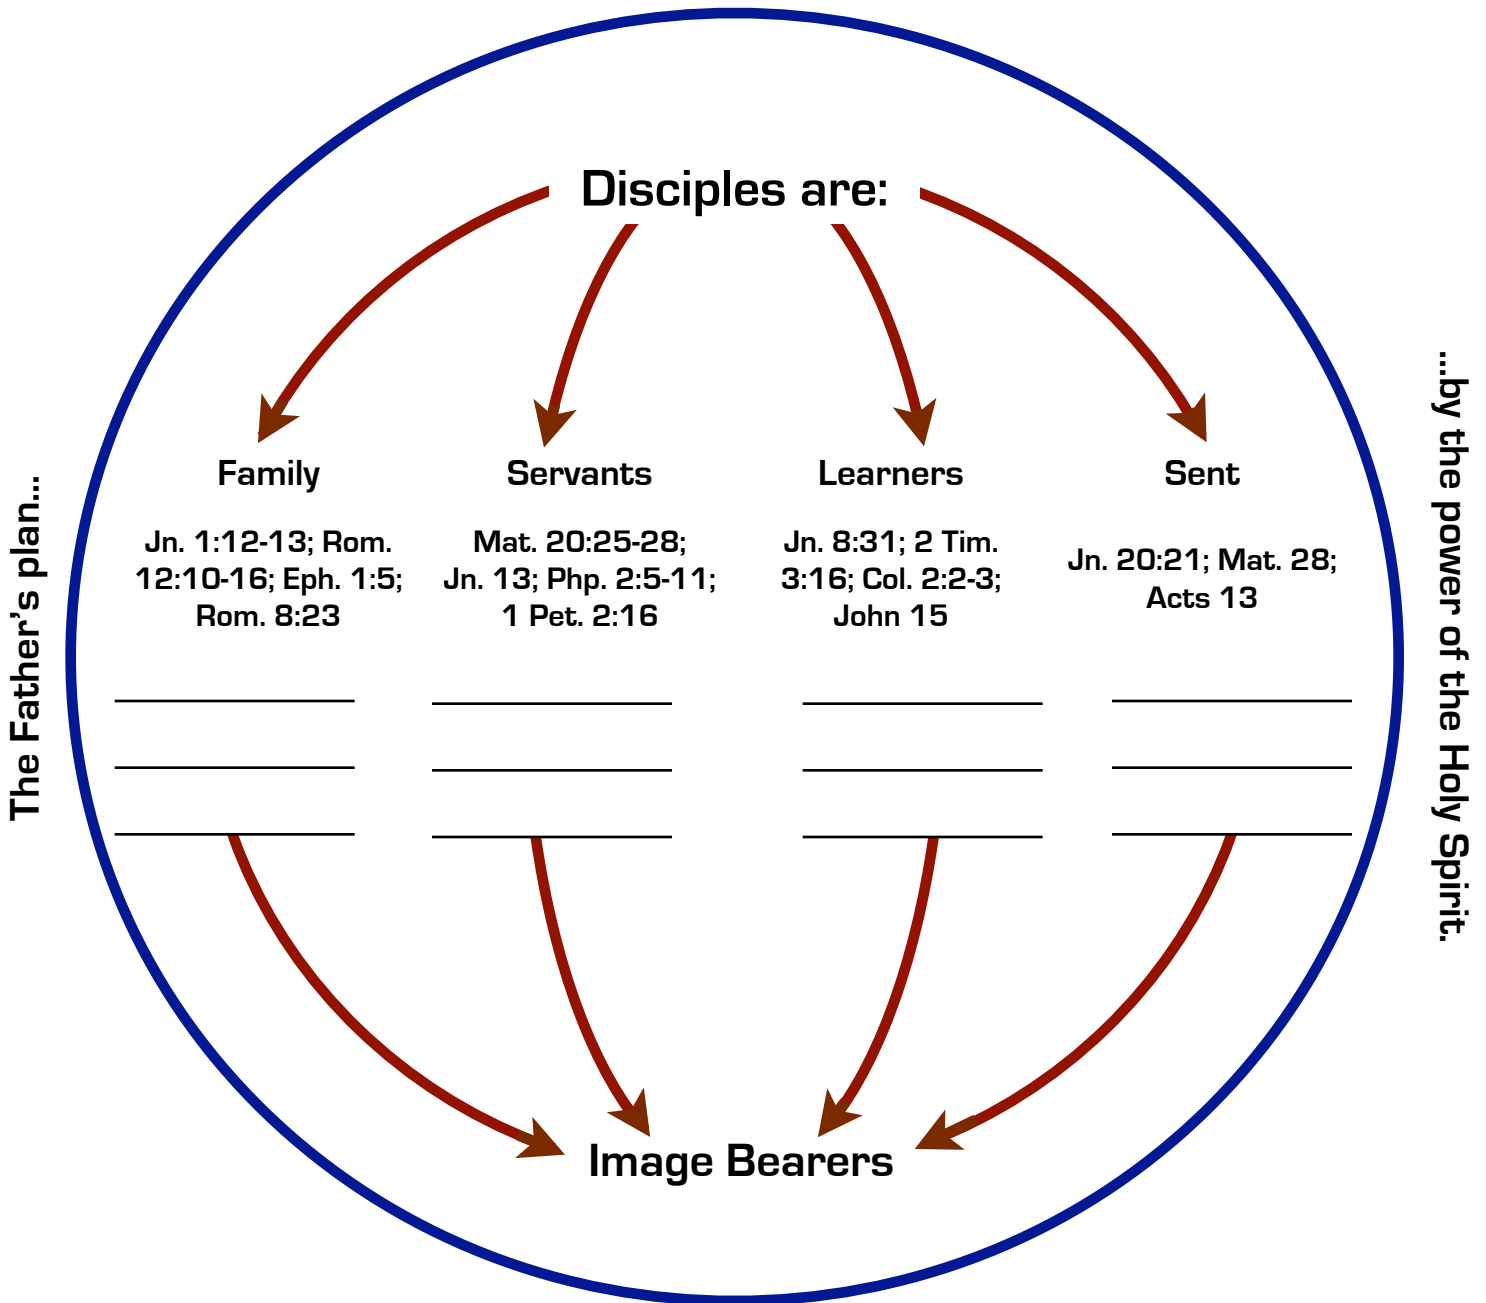 Disciples are:
The Father's plan...
Family
Jn. 1:12-13; Rom.
12:10-16; Eph. 1:5;
Rom. 8:23
Servants
Mat. 20:25-28;
Jn. 13; Php. 2:5-11;
1 Pet. 2:16
Learners
Jn. 8:31; 2 Tim.
3:16; Col. 2:2-3;
John 15
Sent
Jn. 20:21; Mat. 28;
Acts 13
Image Bearers
...by the power of the Holy Spirit.